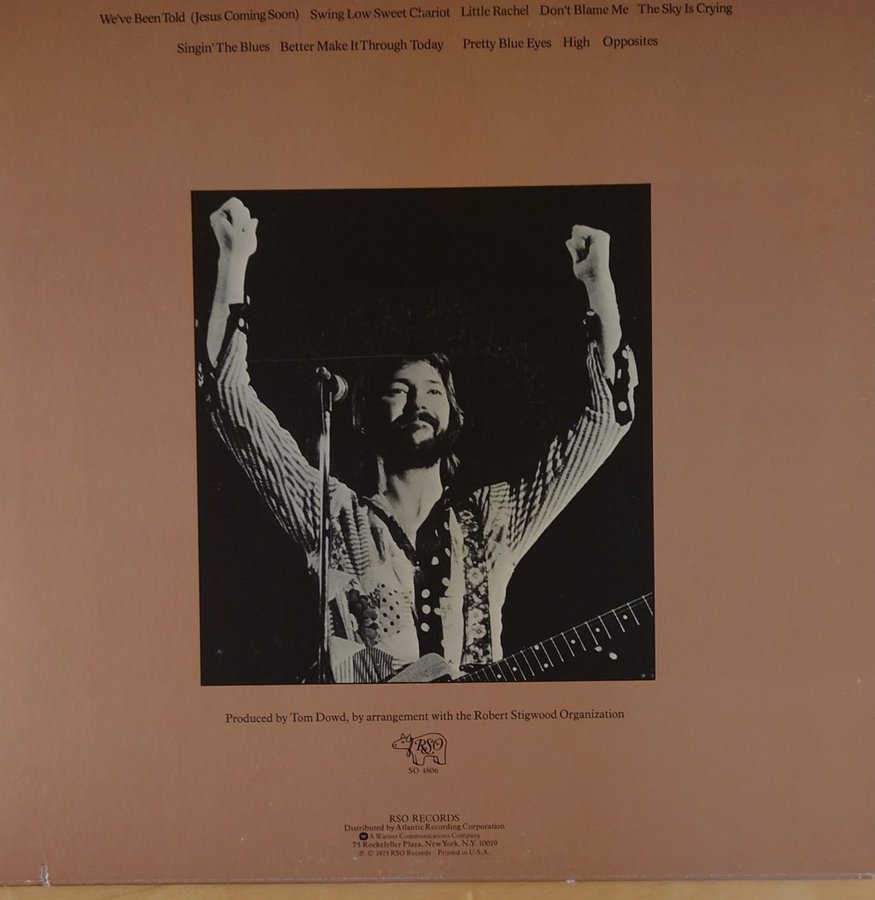 We've Been Told (Jesus Coming Soon) Swing Low Sweet Chariot Little Rachel Don't Blame Me The Sky Is Crying
Singin' The Blues Better Make It Through Today Pretty Blue Eyes High Opposites
Produced by Tom Dowd, by arrangement with the Robert Stigwood Organization
RSO
SO 4806
RSO RECORDS
Distributed by Atlantic Recording Corporation
A Warner Communications Company
75 Rockefeller Plaza, New York, N.Y. 10019
℗ © 1975 RSO Records Printed in U.S.A.